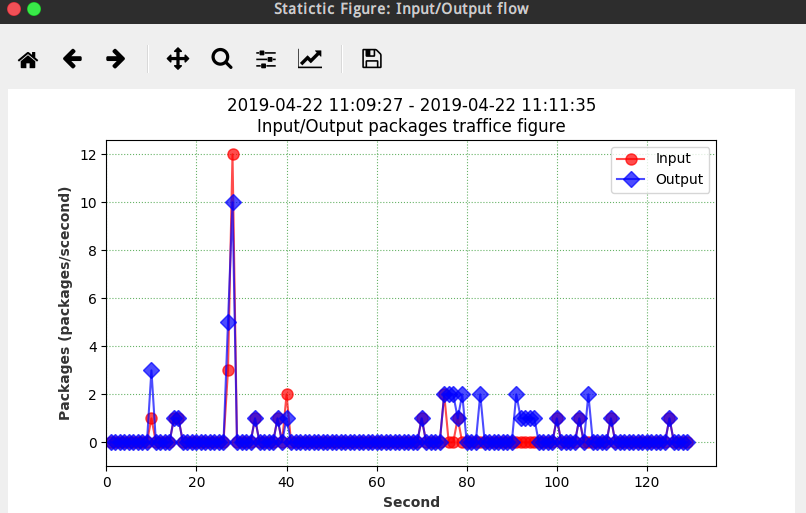 Statictic Figure: Input/Output flow
2019-04-22 11:09:27 - 2019-04-22 11:11:35
Input/Output packages traffice figure
Input
Output
Packages (packages/scecond)
12
10
8
6
4
2
0
0 20 40 60 80 100 120
Second